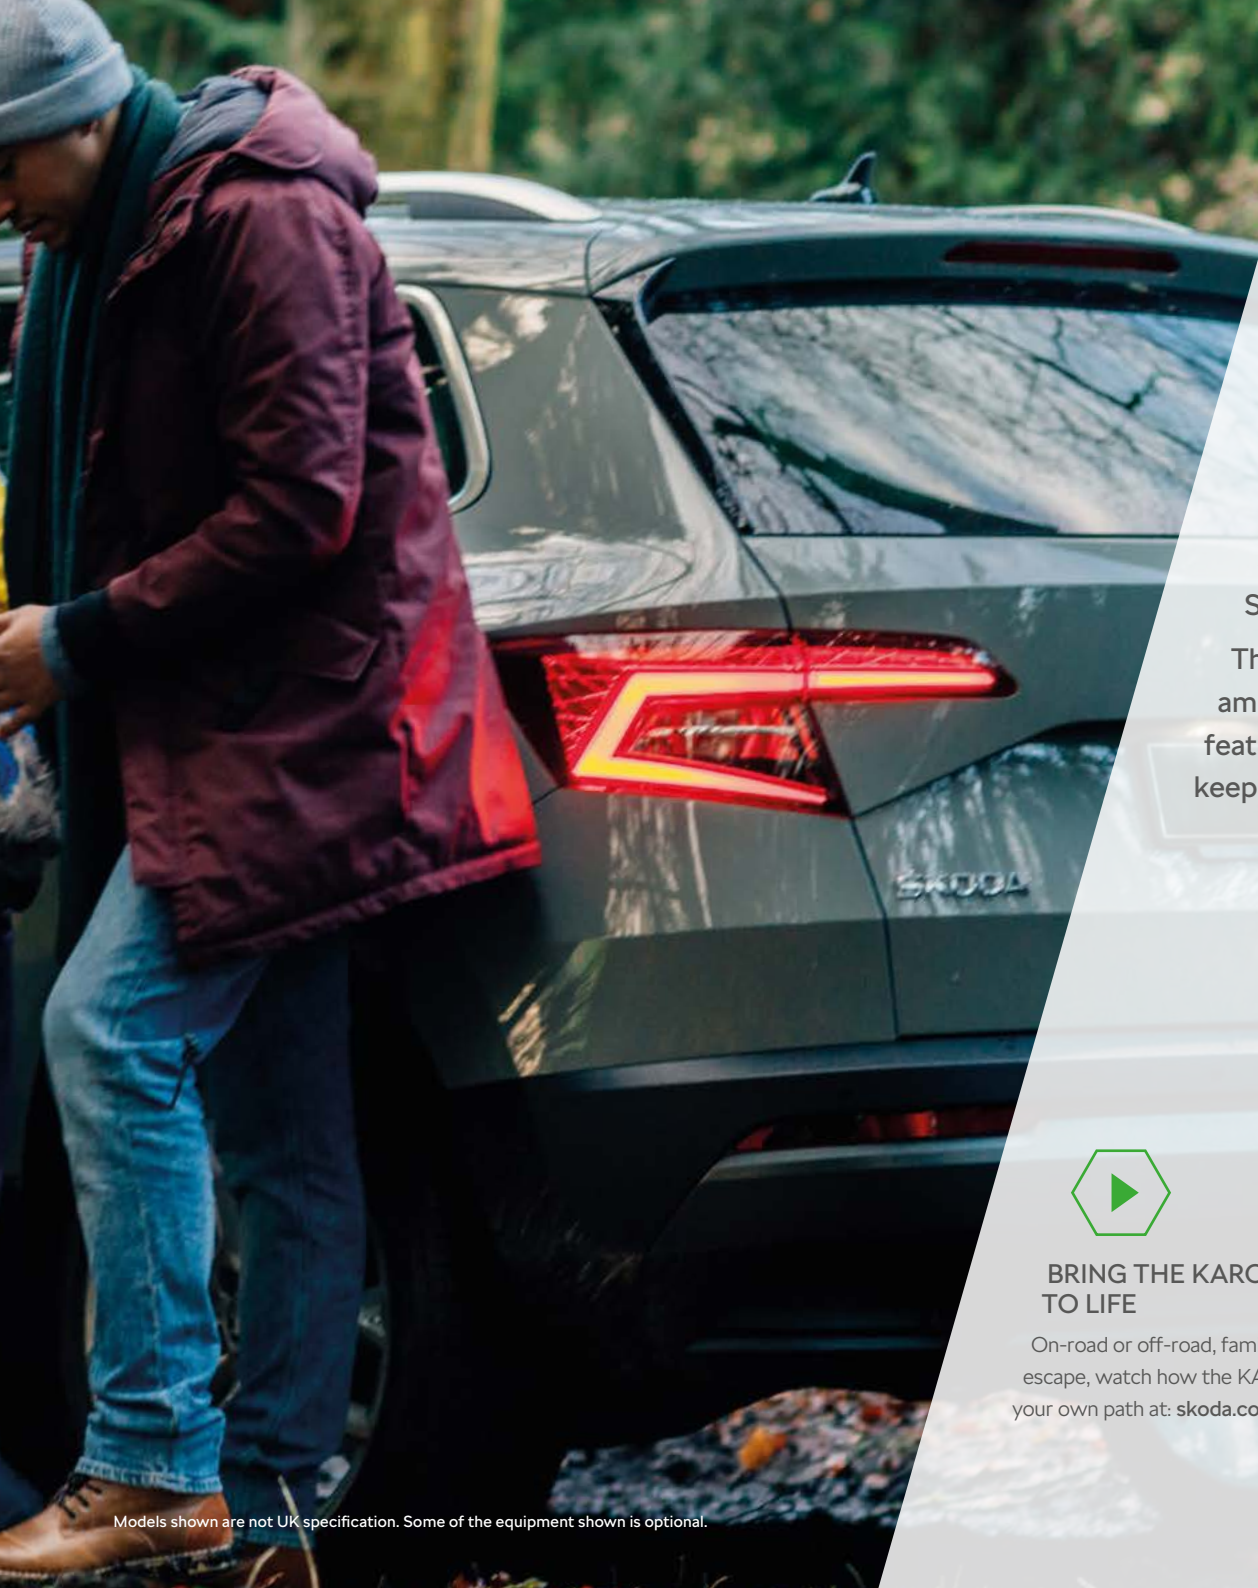 S
Th
am
feat
keep
SKODA
BRING THE KARO
TO LIFE
On-road or off-road, fam
escape, watch how the KA
your own path at: skoda.co
Models shown are not UK specification. Some of the equipment shown is optional.